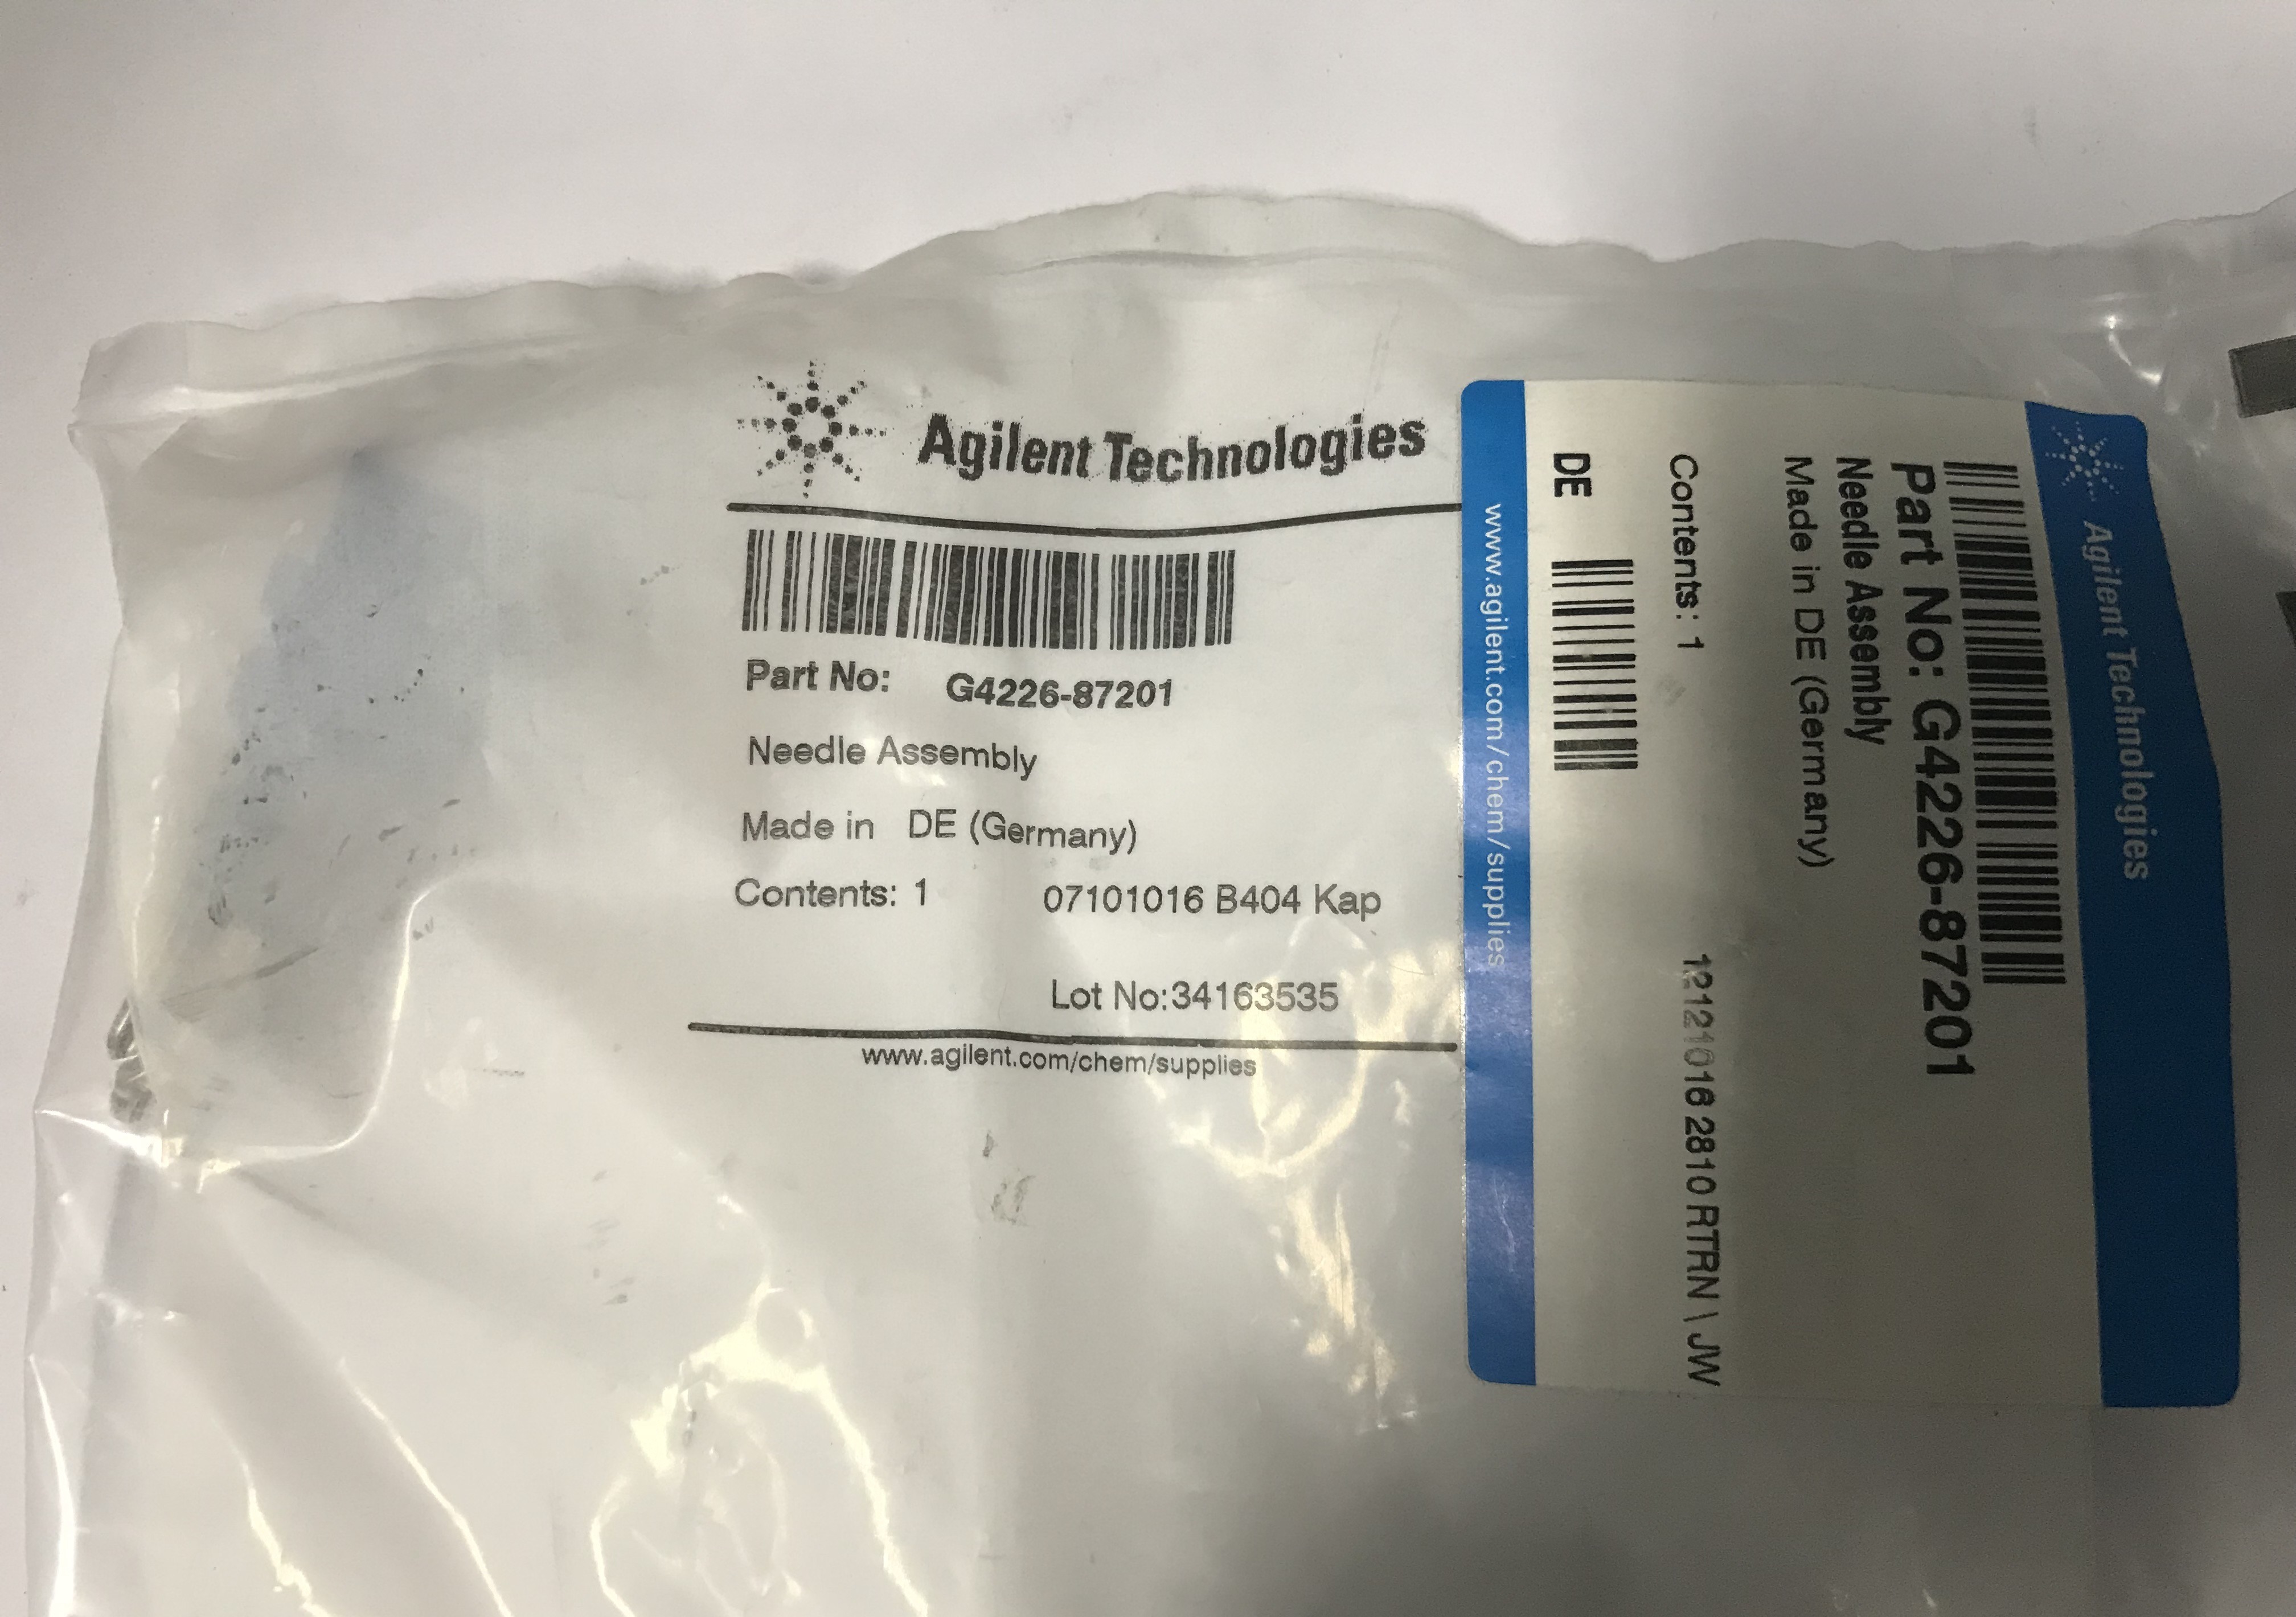 Agilent Technologies
Part No: G4226-87201
Needle Assembly
Made in DE (Germany)
Contents: 1 07101016 B404 Kap
Lot No:34163535
www.agilent.com/chem/supplies
Agilent Technologies
Part No: G4226-87201
Needle Assembly
Made in DE (Germany)
Contents: 1 12121016 2810 RTRN \ JW
DE
www.agilent.com/chem/supplies